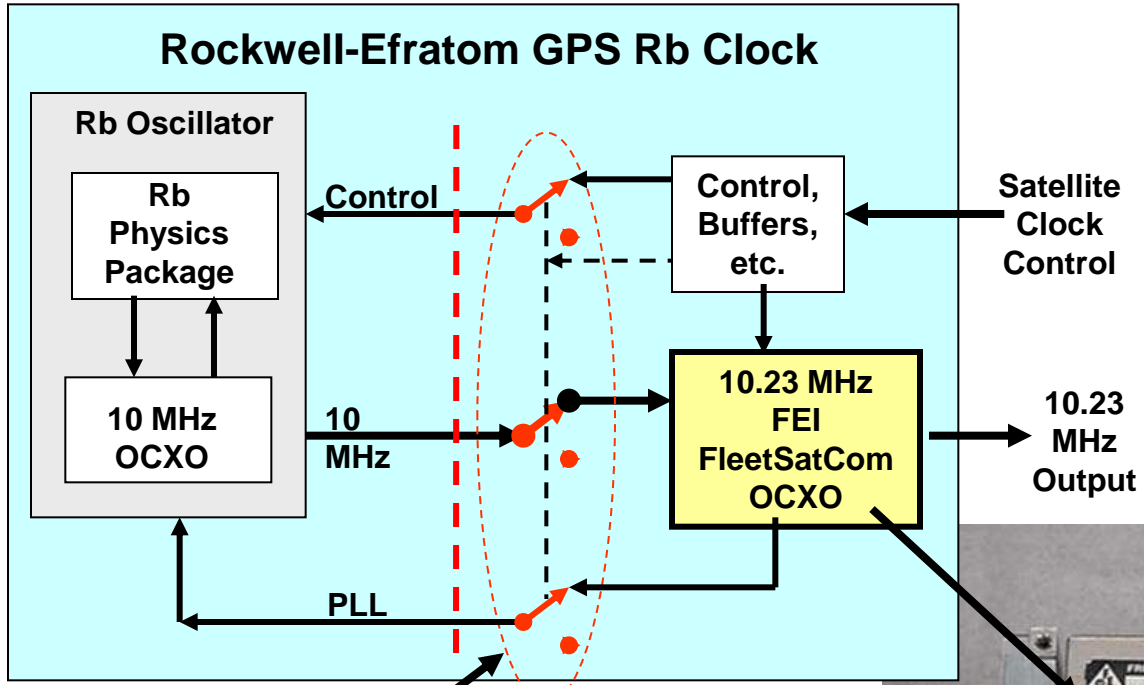 Rockwell-Efratom GPS Rb Clock
Rb Oscillator
Rb
Physics
Package
10 MHz
OCXO
Control
10
MHz
PLL
Control,
Buffers,
etc.
10.23 MHz
FEI
FleetSatCom
OCXO
Satellite
Clock
Control
10.23
MHz
Output